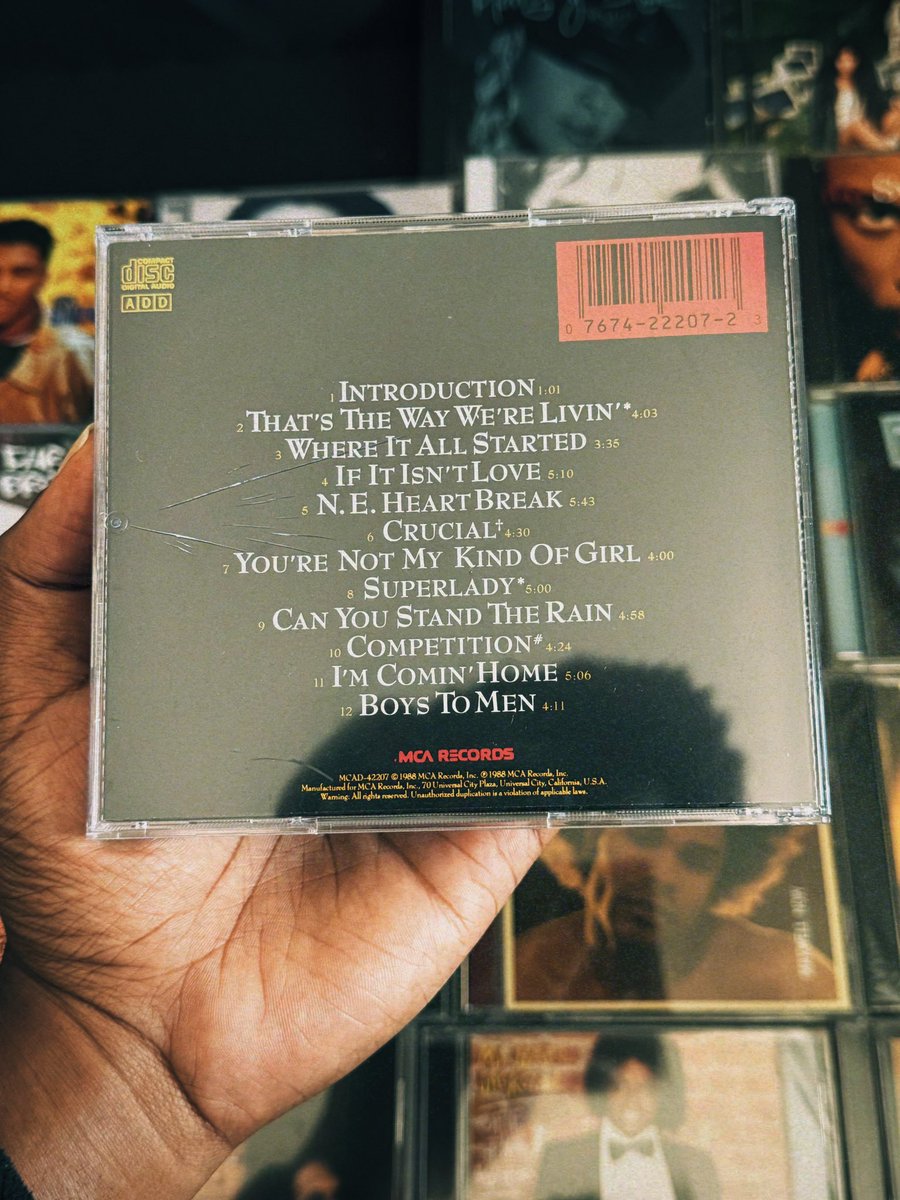 COMPACT
disc
DIGITAL AUDIO
ADD
0 7674-22207-2 3
1 INTRODUCTION 1:01
2 THAT'S THE WAY WE'RE LIVIN'* 4:03
3 WHERE IT ALL STARTED 3:35
4 IF IT ISN'T LOVE 5:10
5 N. E. HEART BREAK 5:43
6 CRUCIAL† 4:30
7 YOU'RE NOT MY KIND OF GIRL 4:00
8 SUPERLADY* 5:00
9 CAN YOU STAND THE RAIN 4:58
10 COMPETITION# 4:24
11 I'M COMIN' HOME 5:06
12 BOYS TO MEN 4:11
MCA RECORDS
MCAD-42207 © 1988 MCA Records, Inc. ℗ 1988 MCA Records, Inc.
Manufactured for MCA Records, Inc., 70 Universal City Plaza, Universal City, California, U.S.A.
Warning. All rights reserved. Unauthorized duplication is a violation of applicable laws.